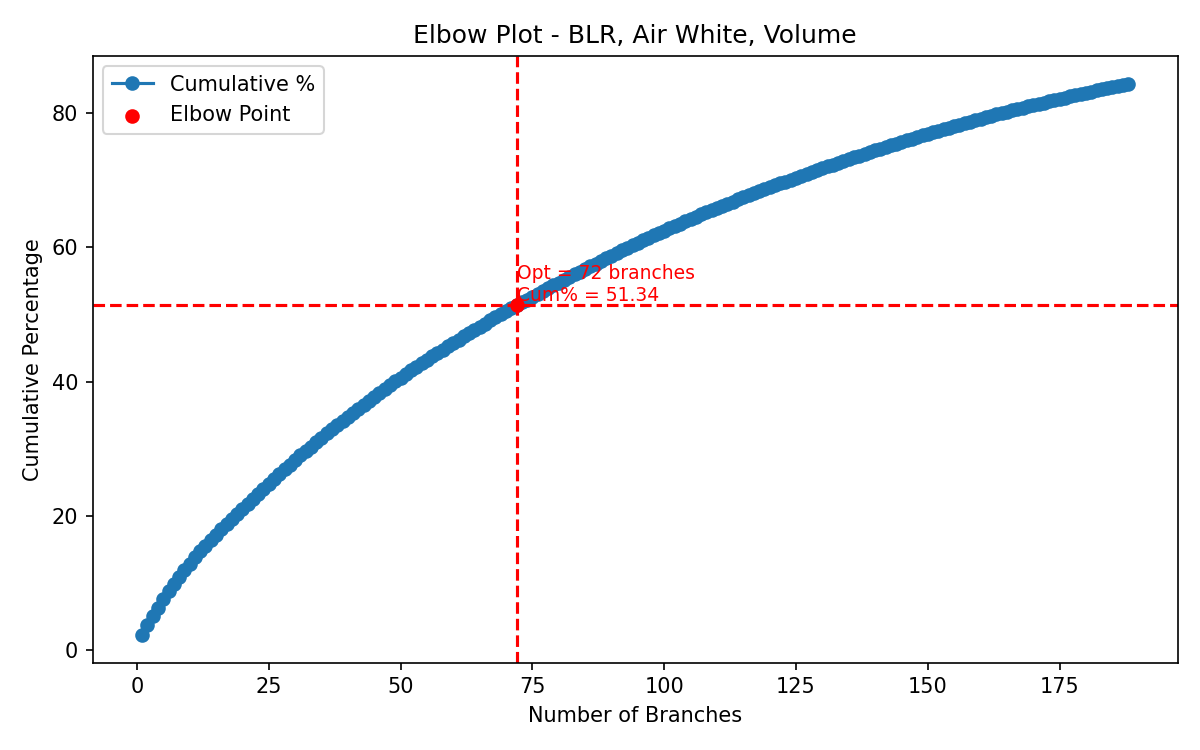 Elbow Plot - BLR, Air White, Volume
Cumulative %
Elbow Point
Opt = 72 branches
Cum% = 51.34
Cumulative Percentage
80
60
40
20
0
0 25 50 75 100 125 150 175
Number of Branches